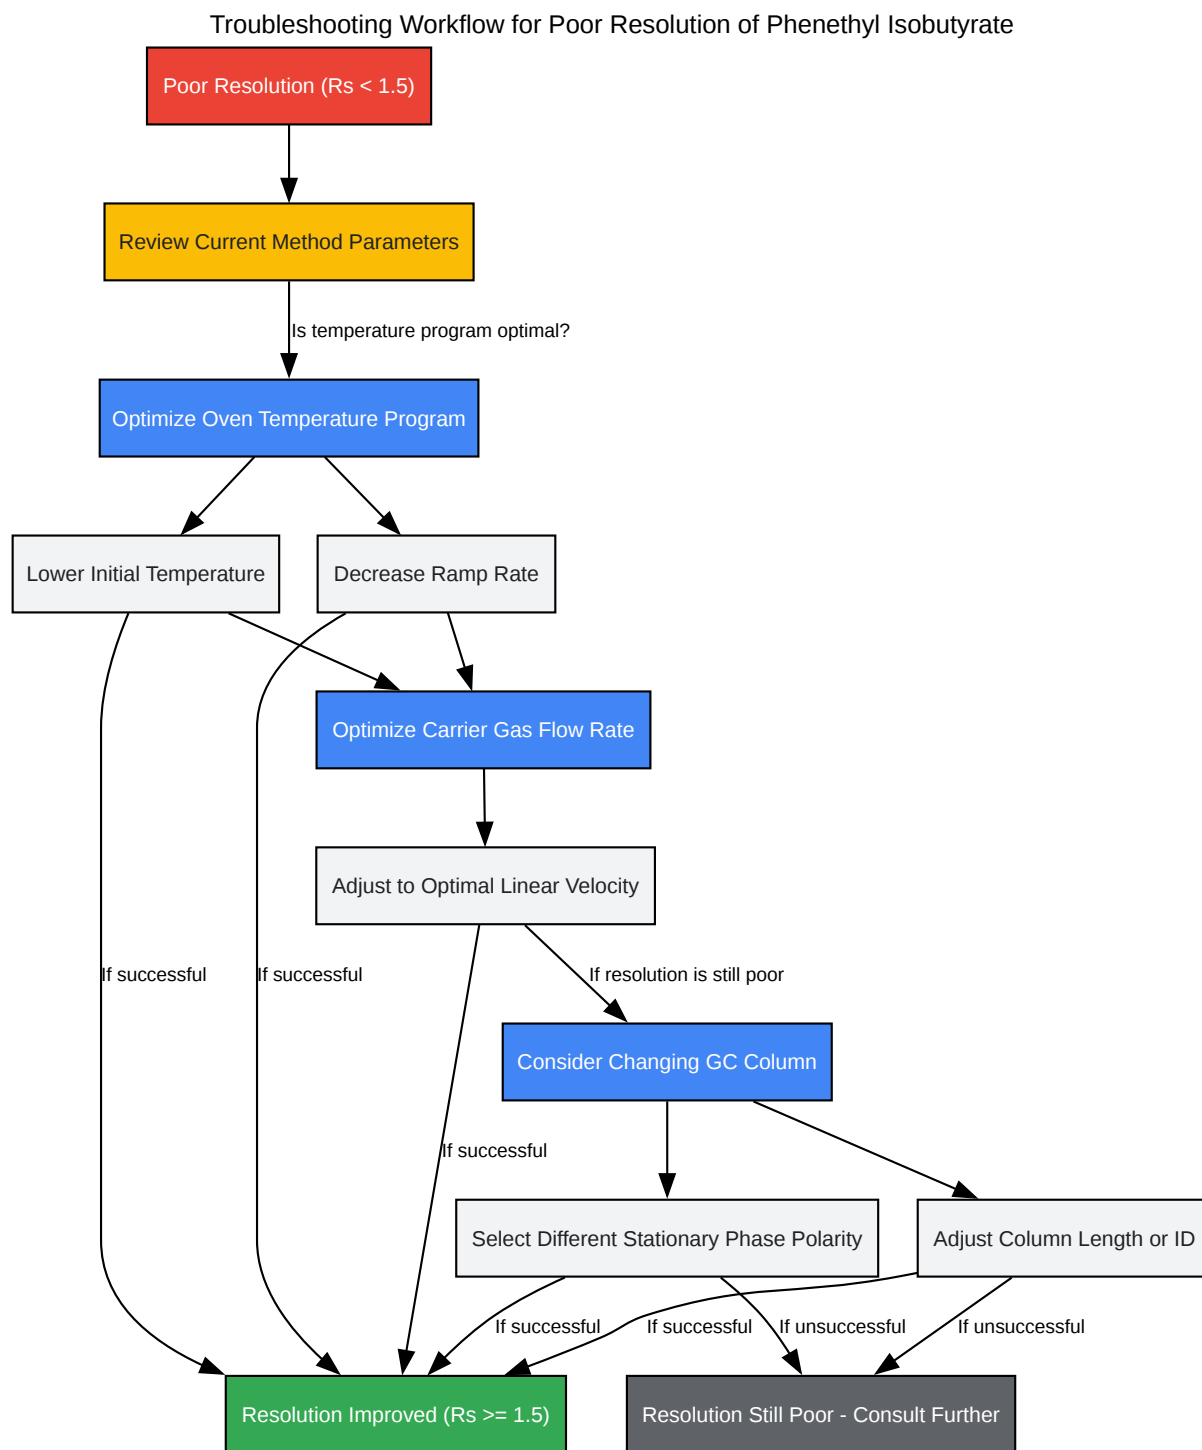 Troubleshooting Workflow for Poor Resolution of Phenethyl Isobutyrate
Poor Resolution (Rs < 1.5)
Review Current Method Parameters
Is temperature program optimal?
Optimize Oven Temperature Program
Lower Initial Temperature
Decrease Ramp Rate
Optimize Carrier Gas Flow Rate
Adjust to Optimal Linear Velocity
If successful
If successful
If resolution is still poor
Consider Changing GC Column
If successful
Select Different Stationary Phase Polarity
Adjust Column Length or ID
If successful
If successful
If unsuccessful
If unsuccessful
Resolution Improved (Rs >= 1.5)
Resolution Still Poor - Consult Further